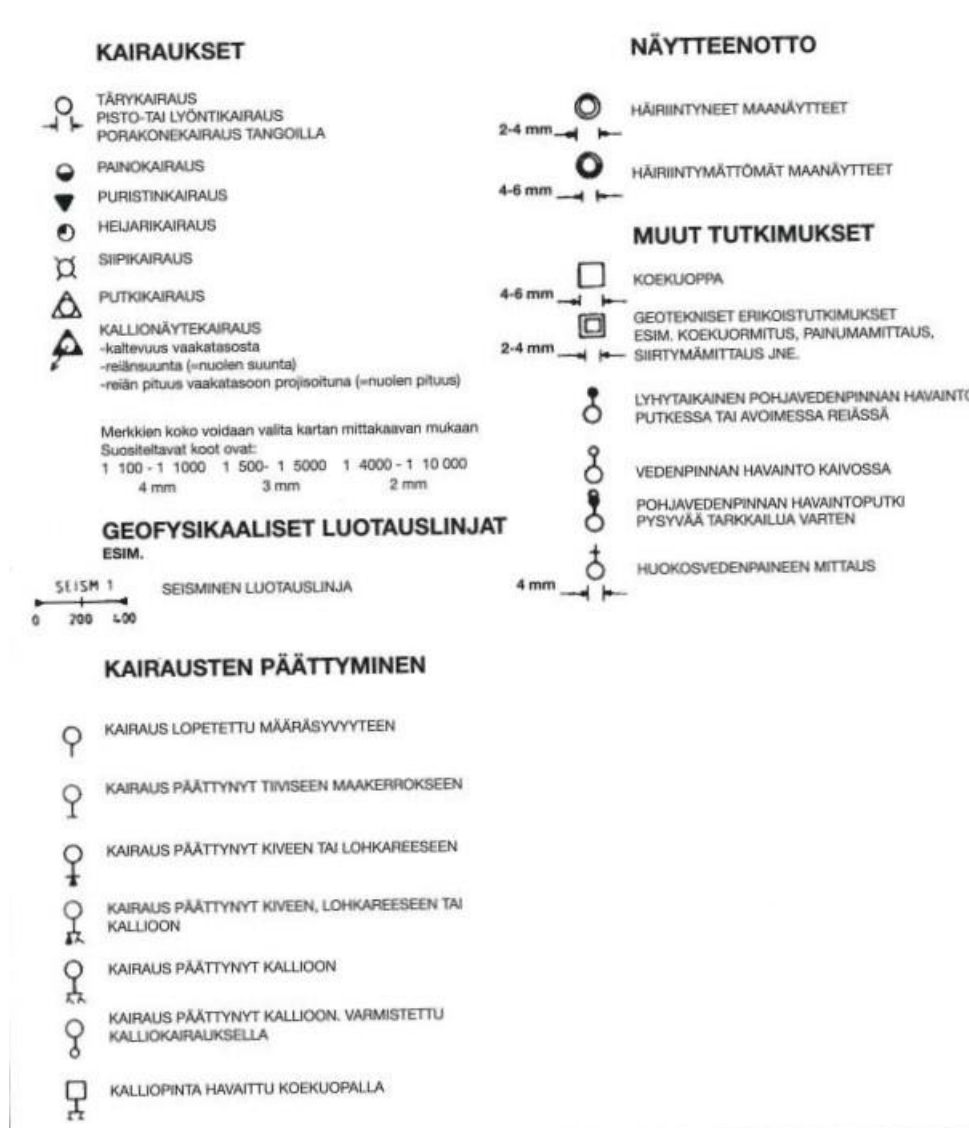 KAIRAUKSET
TÄRYKAIRAUS
PISTO-TAI LYÖNTIKAIRAUS
PORAKONEKAIRAUS TANGOILLA
PAINOKAIRAUS
PURISTINKAIRAUS
HEIJARIKAIRAUS
SIIPIKAIRAUS
PUTKIKAIRAUS
KALLIONÄYTEKAIRAUS
-kaltevuus vaakatasosta
-reiänsuunta (=nuolen suunta)
-reiän pituus vaakatasoon projisoituna (=nuolen pituus)
Merkkien koko voidaan valita kartan mittakaavan mukaan
Suositeltavat koot ovat:
1 100 - 1 1000 1 500- 1 5000 1 4000 - 1 10 000
4 mm 3 mm 2 mm
GEOFYSIKAALISET LUOTAUSLINJAT
ESIM.
SEISM 1
0 200 400
SEISMINEN LUOTAUSLINJA
KAIRAUSTEN PÄÄTTYMINEN
KAIRAUS LOPETETTU MÄÄRÄSYVYYTEEN
KAIRAUS PÄÄTTYNYT TIIVISEEN MAAKERROKSEEN
KAIRAUS PÄÄTTYNYT KIVEEN TAI LOHKAREESEEN
KAIRAUS PÄÄTTYNYT KIVEEN, LOHKAREESEEN TAI
KALLIOON
KAIRAUS PÄÄTTYNYT KALLIOON
KAIRAUS PÄÄTTYNYT KALLIOON. VARMISTETTU
KALLIOKAIRAUKSELLA
KALLIOPINTA HAVAITTU KOEKUOPALLA
NÄYTTEENOTTO
HÄIRIINTYNEET MAANÄYTTEET
2-4 mm
HÄIRIINTYMÄTTÖMÄT MAANÄYTTEET
4-6 mm
MUUT TUTKIMUKSET
KOEKUOPPA
4-6 mm
GEOTEKNISET ERIKOISTUTKIMUKSET
ESIM. KOEKUORMITUS, PAINUMAMITTAUS,
2-4 mm
SIIRTYMÄMITTAUS JNE.
LYHYTAIKAINEN POHJAVEDENPINNAN HAVAINTO
PUTKESSA TAI AVOIMESSA REIÄSSÄ
VEDENPINNAN HAVAINTO KAIVOSSA
POHJAVEDENPINNAN HAVAINTOPUTKI
PYSYVÄÄ TARKKAILUA VARTEN
HUOKOSVEDENPAINEEN MITTAUS
4 mm